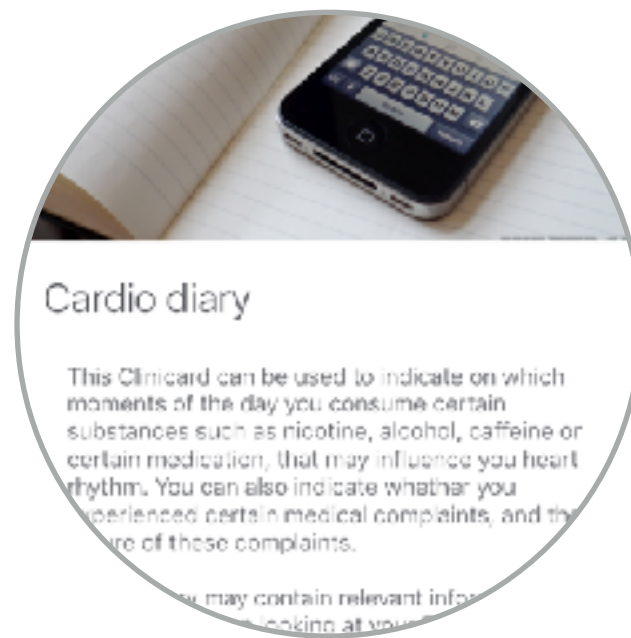 Cardio diary
This Clinicard can be used to indicate on which
moments of the day you consume certain
substances such as nicotine, alcohol, caffeine or
certain medication, that may influence you heart
rhythm. You can also indicate whether you
experienced certain medical complaints, and the
of these complaints.
may contain relevant
looking at your